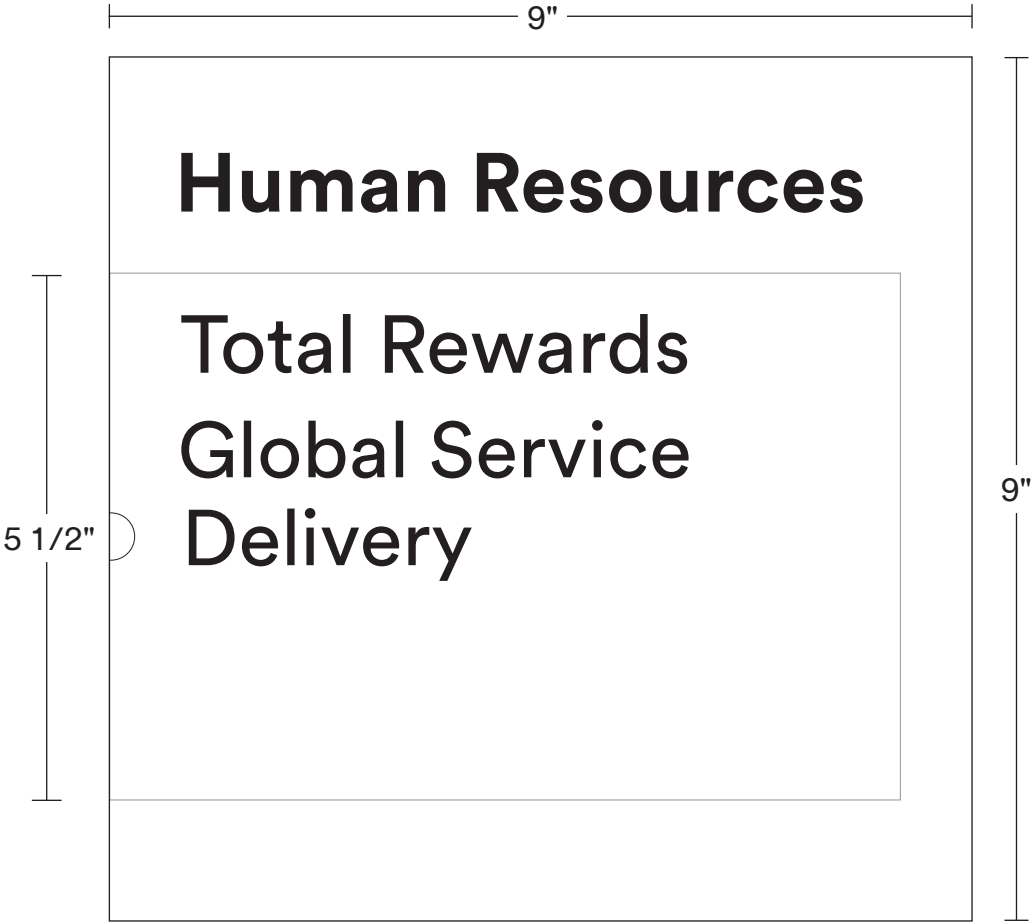 9"
Human Resources
Total Rewards
Global Service
Delivery
5 1/2"
9"